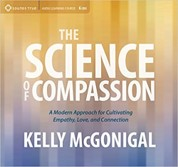 THE
SCIENCE
OF COMPASSION
A Modern Approach for Cultivating
Empathy, Love, and Connection
KELLY McGONIGAL